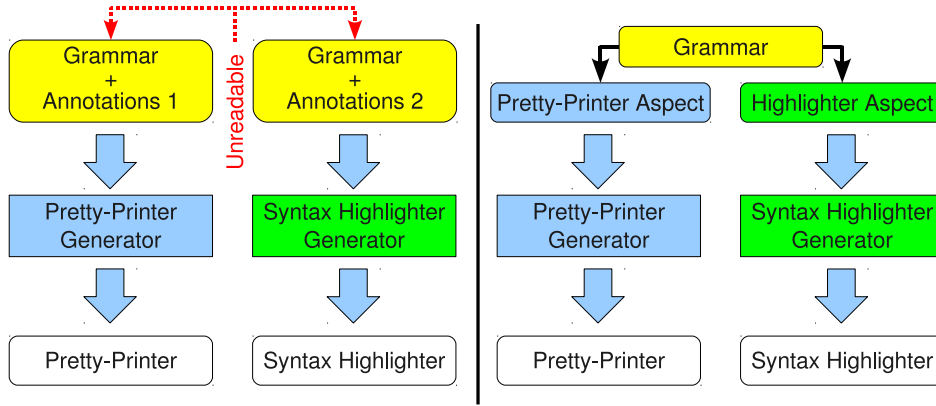 Grammar
+
Annotations 1
Unreadable
Grammar
+
Annotations 2
Pretty-Printer
Generator
Syntax Highlighter
Generator
Pretty-Printer
Syntax Highlighter
Grammar
Pretty-Printer Aspect
Highlighter Aspect
Pretty-Printer
Generator
Syntax Highlighter
Generator
Pretty-Printer
Syntax Highlighter